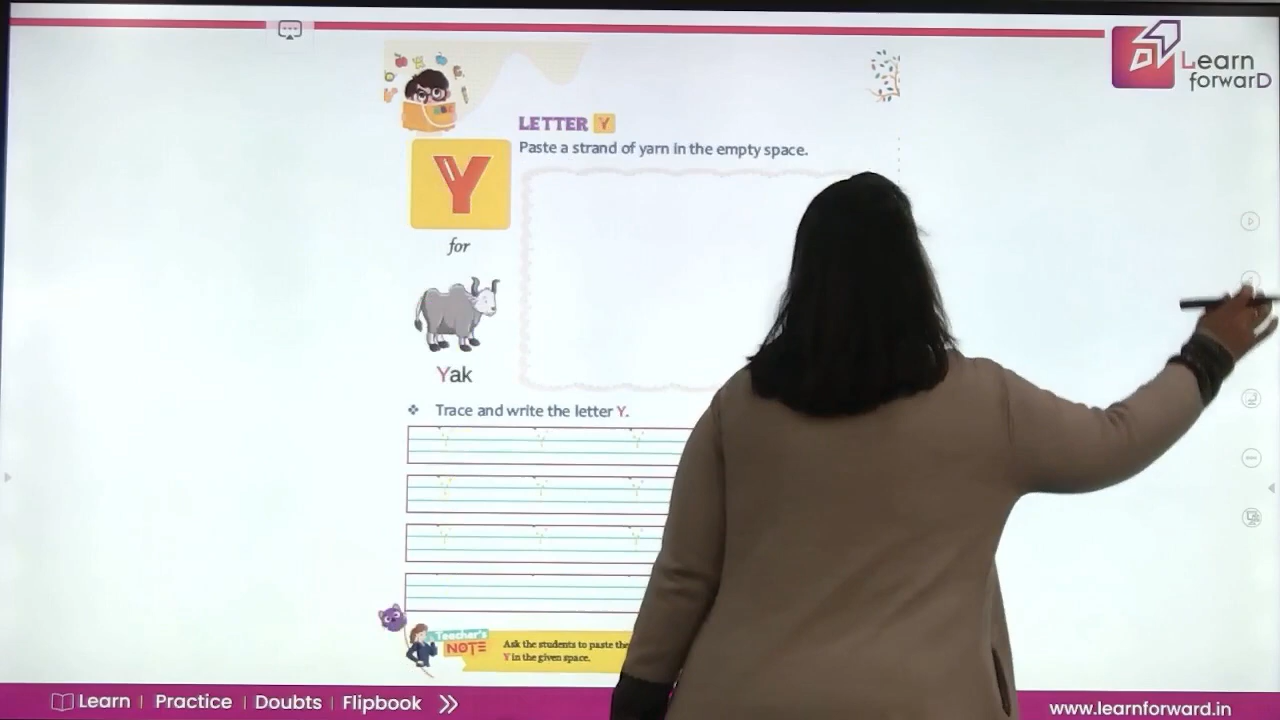 Learn
forwarD
LETTER Y
Paste a strand of yarn in the empty space.
Y
for
Yak
Trace and write the letter Y.
Teacher's
NOTE
Ask the students to paste the
Y in the given space.
Learn | Practice | Doubts | Flipbook
www.learnforward.in